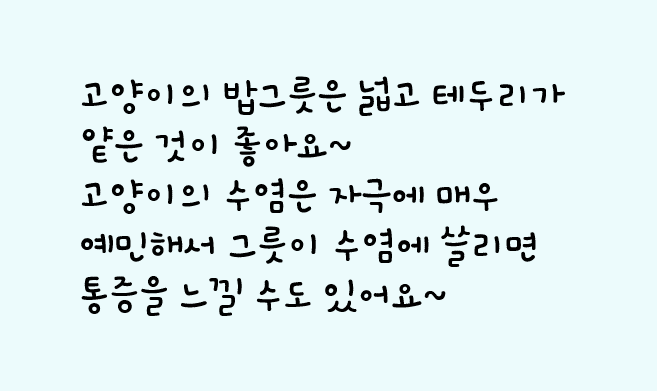 고양이의 밥그릇은 넓고 테두리가
얕은 것이 좋아요~
고양이의 수염은 자극에 매우
예민해서 그릇이 수염에 쓸리면
통증을 느낄 수도 있어요~